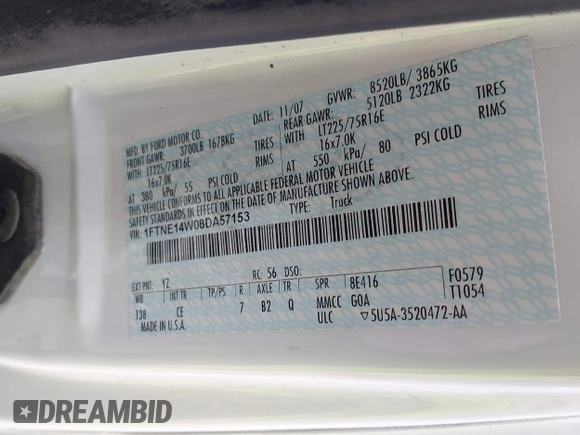 MFD. BY FORD MOTOR CO.
DATE: 11/07 GVWR: 8520LB/ 3865KG
FRONT GAWR: 3700LB 1678KG REAR GAWR: 5120LB 2322KG
WITH LT225/75R16E TIRES WITH LT225/75R16E TIRES
16x7.0K RIMS 16x7.0K RIMS
AT 380 kPa/ 55 PSI COLD AT 550 kPa/ 80 PSI COLD
THIS VEHICLE CONFORMS TO ALL APPLICABLE FEDERAL MOTOR VEHICLE
SAFETY STANDARDS IN EFFECT ON THE DATE OF MANUFACTURE SHOWN ABOVE.
VIN: 1FTNE14W08DA57153 TYPE: Truck
EXT PNT: YZ RC: 56 DSO: F0579
WB INT TR TP/PS R AXLE TR SPR 8E416 T1054
138 CE 7 B2 Q MMCC G0A
MADE IN U.S.A. ULC ▽5U5A-3520472-AA
DREAMBID